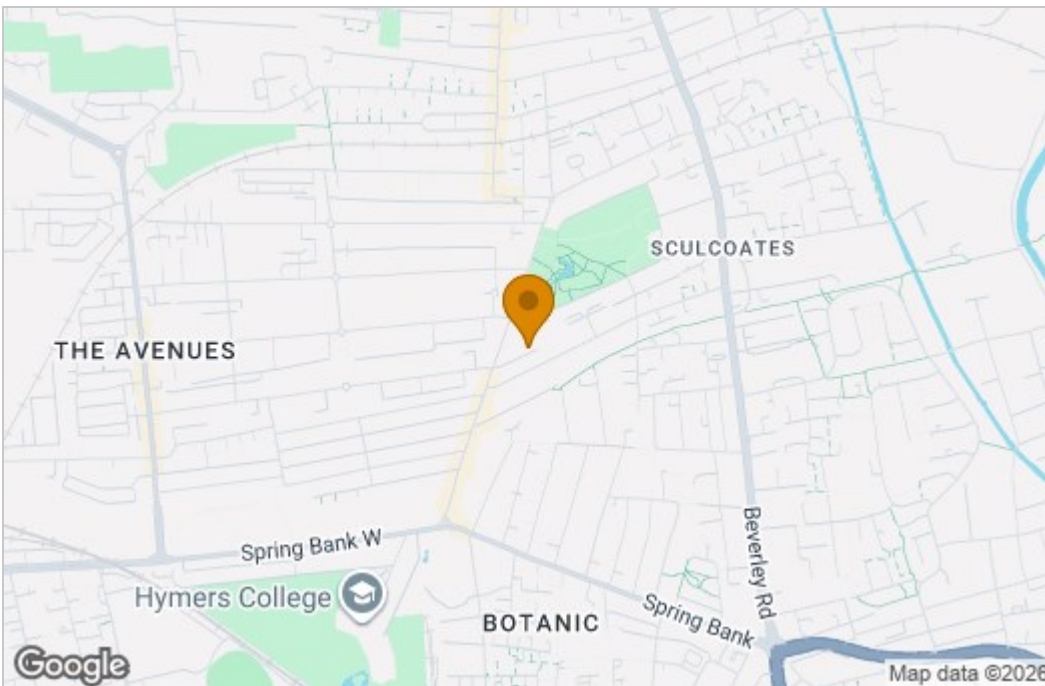 SCULCOATES
THE AVENUES
Spring Bank W
Beverley Rd
Hymers College
BOTANIC
Spring Bank
Google
Map data ©2026